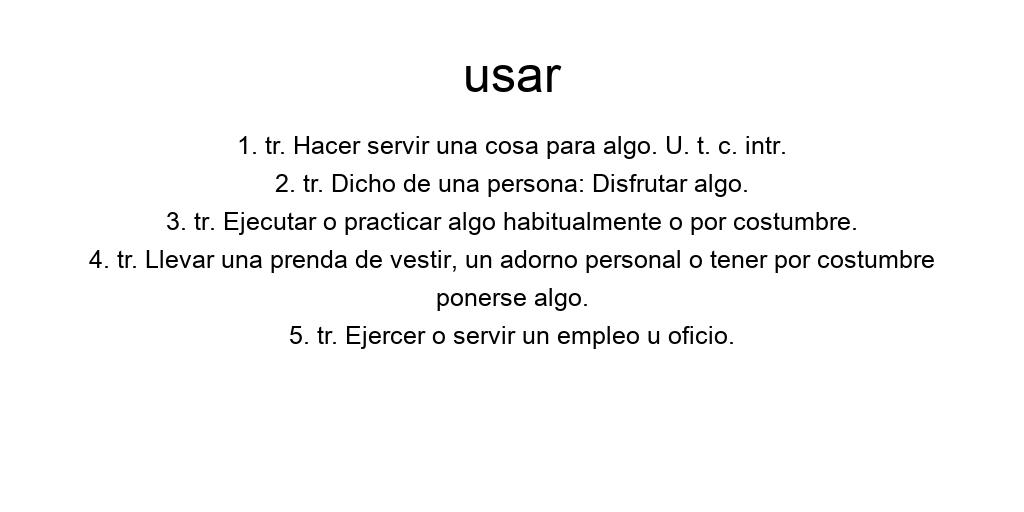 usar
1. tr. Hacer servir una cosa para algo. U. t. c. intr.
2. tr. Dicho de una persona: Disfrutar algo.
3. tr. Ejecutar o practicar algo habitualmente o por costumbre.
4. tr. Llevar una prenda de vestir, un adorno personal o tener por costumbre
ponerse algo.
5. tr. Ejercer o servir un empleo u oficio.